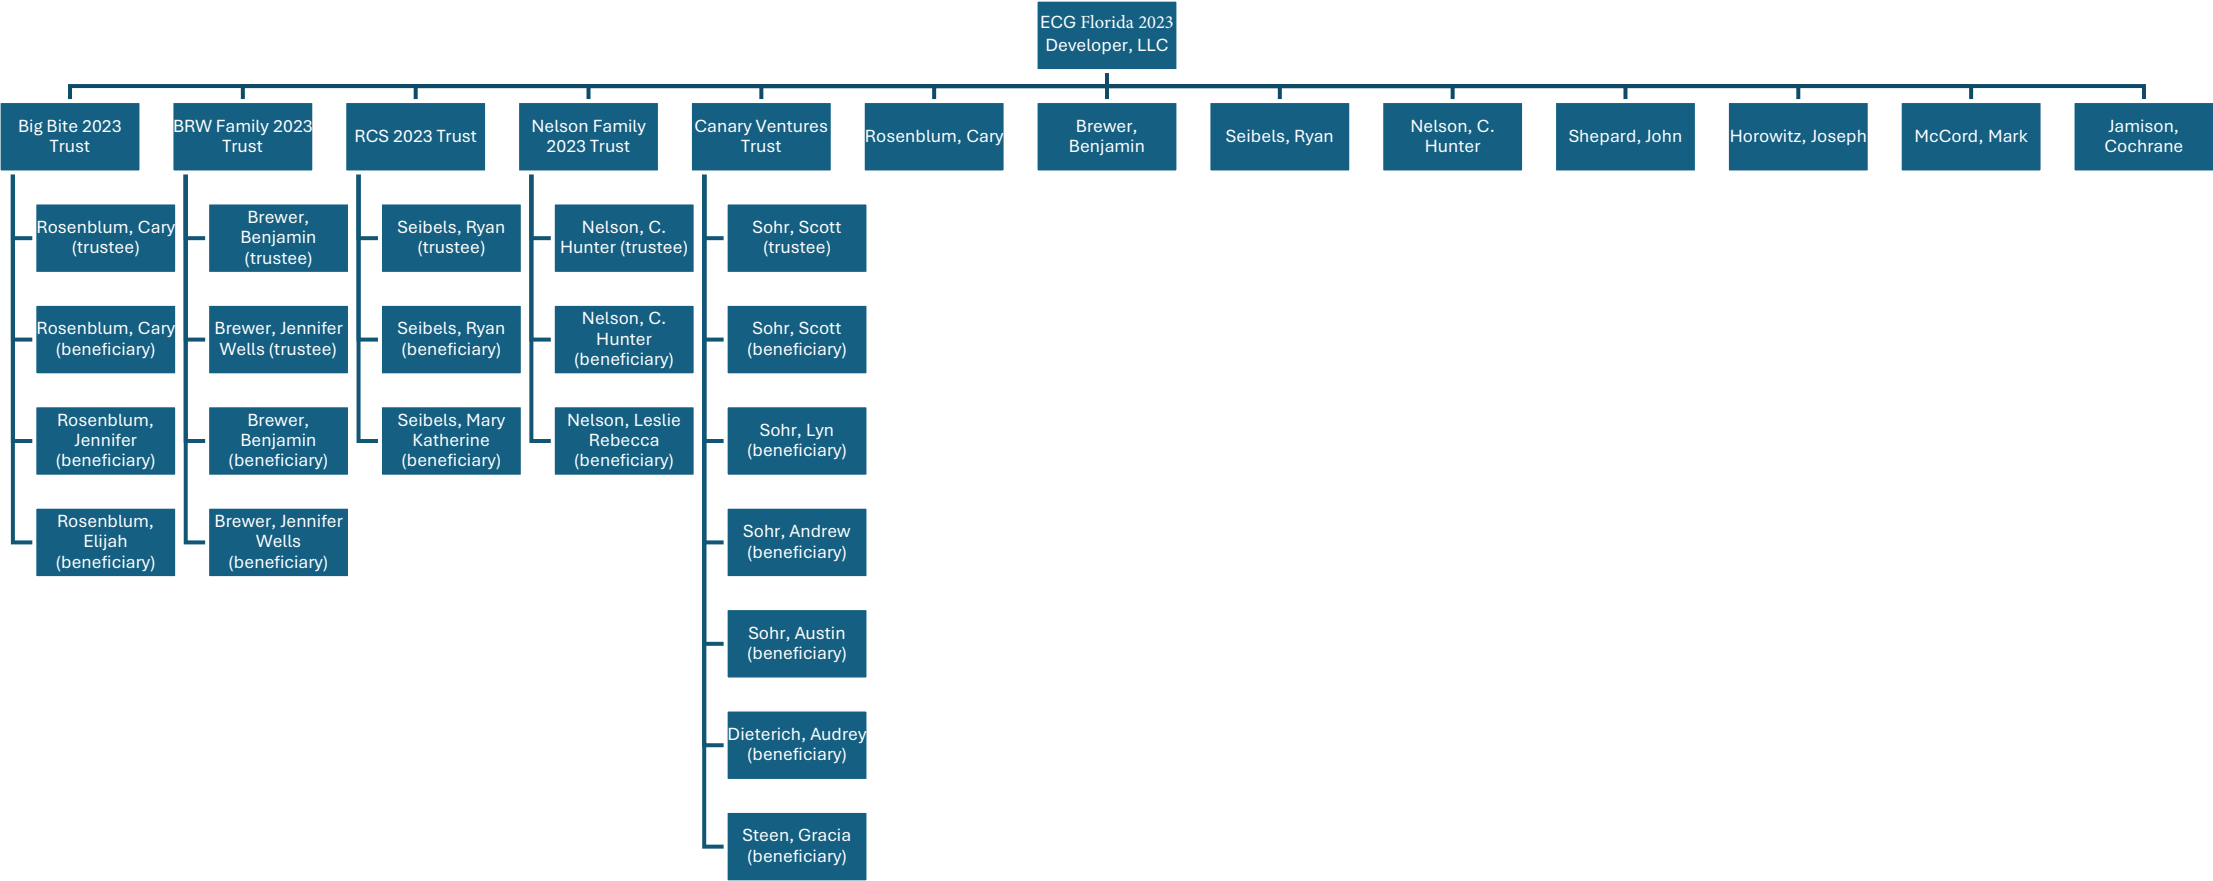 ECG Florida 2023
Developer, LLC
Big Bite 2023
Trust
BRW Family 2023
Trust
RCS 2023 Trust
Nelson Family
2023 Trust
Canary Ventures
Trust
Rosenblum, Cary
Brewer,
Benjamin
Seibels, Ryan
Nelson, C.
Hunter
Shepard, John
Horowitz, Joseph
McCord, Mark
Jamison,
Cochrane
Rosenblum, Cary
(trustee)
Rosenblum, Cary
(beneficiary)
Rosenblum,
Jennifer
(beneficiary)
Rosenblum,
Elijah
(beneficiary)
Brewer,
Benjamin
(trustee)
Brewer, Jennifer
Wells (trustee)
Brewer,
Benjamin
(beneficiary)
Brewer, Jennifer
Wells
(beneficiary)
Seibels, Ryan
(trustee)
Seibels, Ryan
(beneficiary)
Seibels, Mary
Katherine
(beneficiary)
Nelson, C.
Hunter (trustee)
Nelson, C.
Hunter
(beneficiary)
Nelson, Leslie
Rebecca
(beneficiary)
Sohr, Scott
(trustee)
Sohr, Scott
(beneficiary)
Sohr, Lyn
(beneficiary)
Sohr, Andrew
(beneficiary)
Sohr, Austin
(beneficiary)
Dieterich, Audrey
(beneficiary)
Steen, Gracia
(beneficiary)